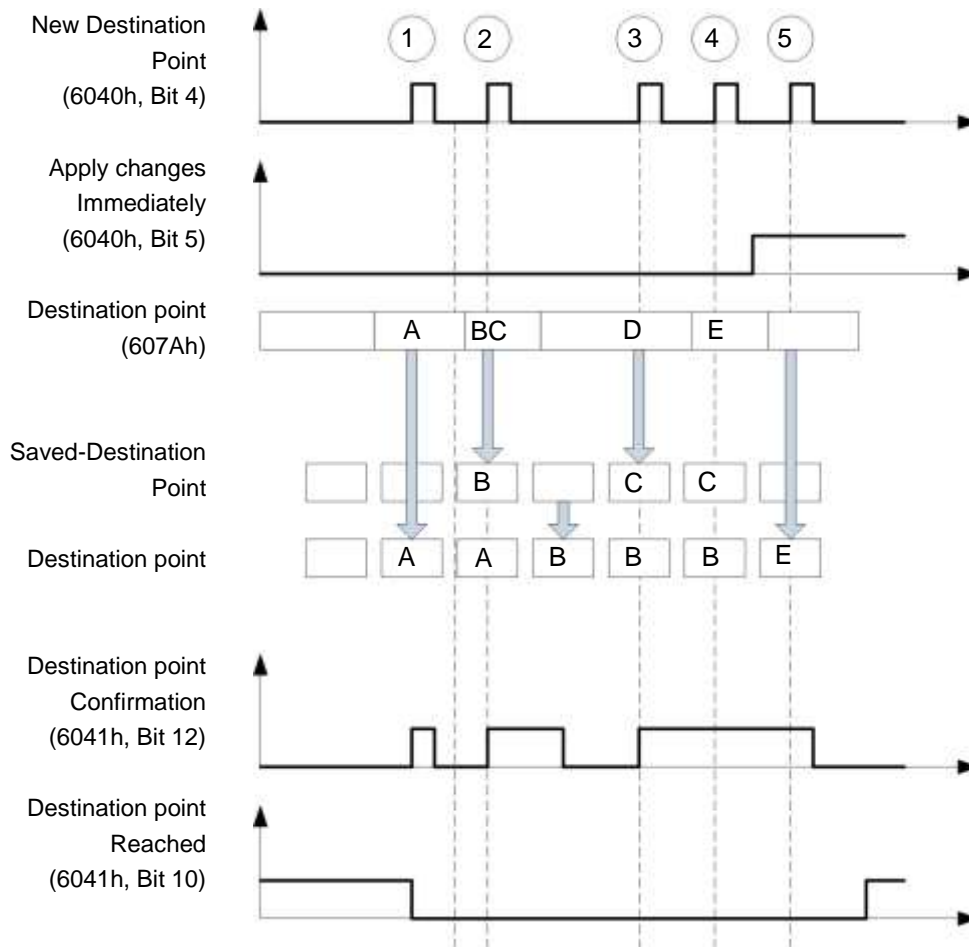 New Destination
Point
(6040h, Bit 4)
1 2 3 4 5
Apply changes
Immediately
(6040h, Bit 5)
Destination point
(607Ah)
A BC D E
Saved-Destination
Point
B C C
Destination point
A A B B B E
Destination point
Confirmation
(6041h, Bit 12)
Destination point
Reached
(6041h, Bit 10)